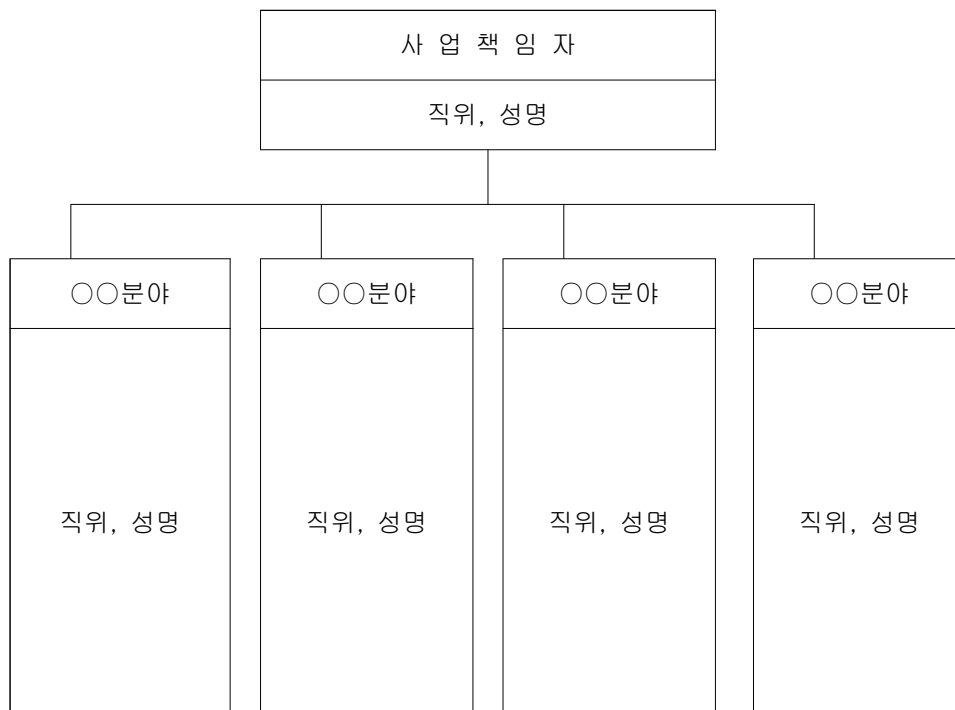 사 업 책 임 자
직위, 성명
○○분야
○○분야
○○분야
○○분야
직위, 성명
직위, 성명
직위, 성명
직위, 성명